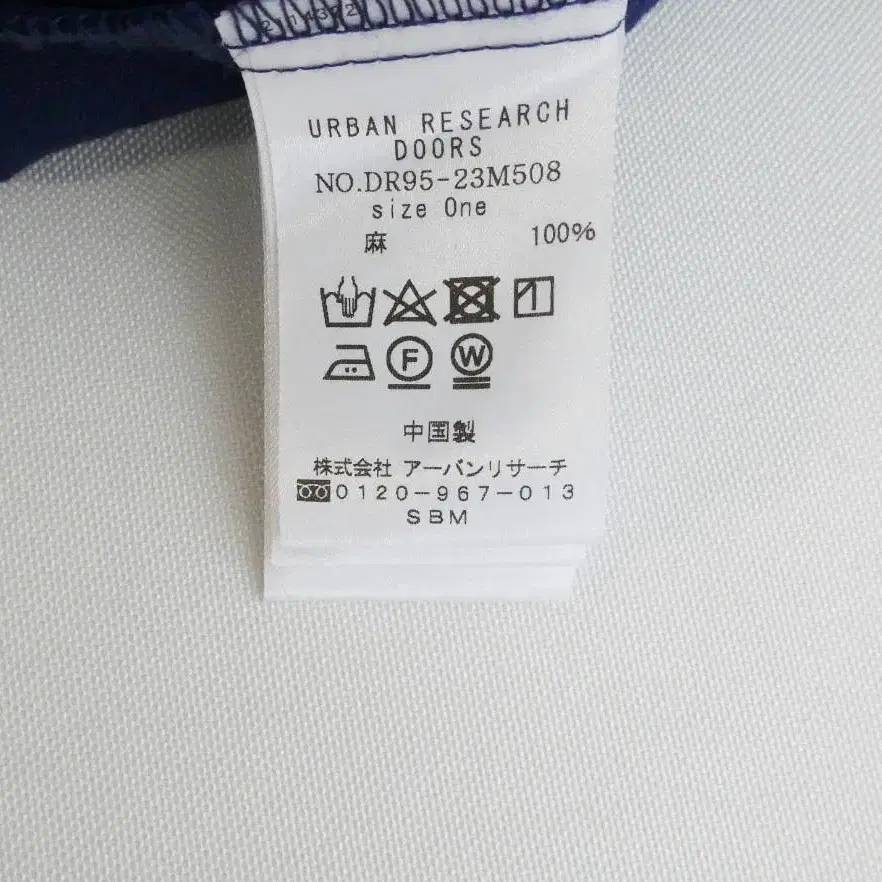 URBAN RESEARCH
DOORS
NO.DR95-23M508
size One
麻 100%
F W
中国製
株式会社 アーバンリサーチ
0120-967-013
SBM